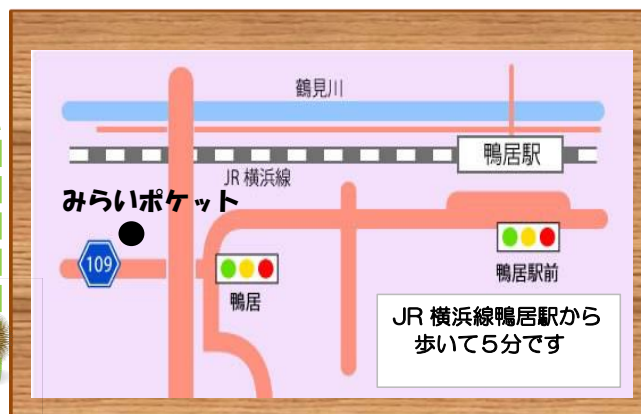 鶴見川
鴨居駅
JR 横浜線
みらいポケット
109
鴨居
鴨居駅前
JR 横浜線鴨居駅から
歩いて5分です